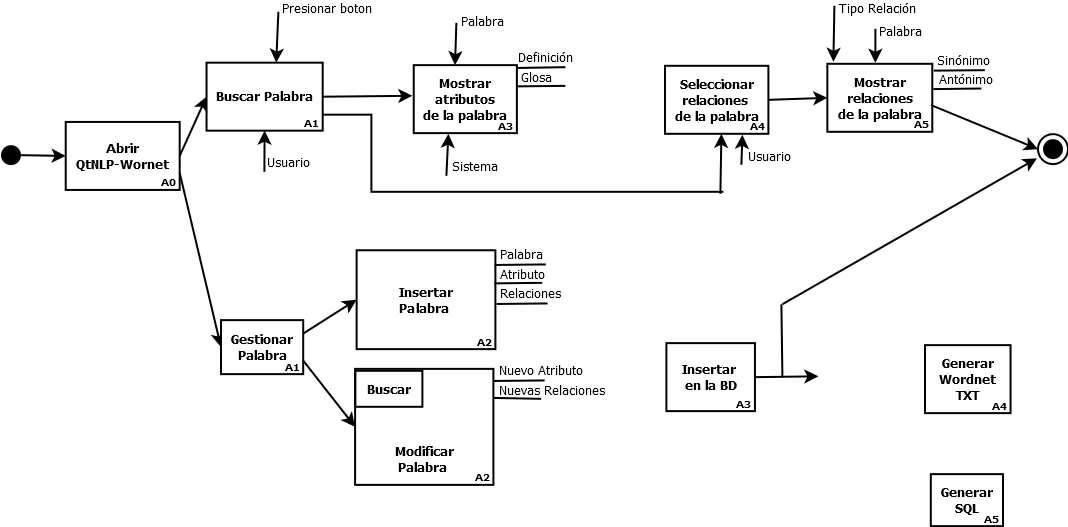 Presionar boton
Buscar Palabra
A1
Usuario
Palabra
Definición
Glosa
Mostrar
atributos
de la palabra
A3
Sistema
Seleccionar
relaciones
de la palabra
A4
Usuario
Tipo Relación
Palabra
Sinónimo
Antónimo
Mostrar
relaciones
de la palabra
A5
Abrir
QtNLP-Wornet
A0
Gestionar
Palabra
A1
Insertar
Palabra
A2
Palabra
Atributo
Relaciones
Buscar
Modificar
Palabra
A2
Nuevo Atributo
Nuevas Relaciones
Insertar
en la BD
A3
Generar
Wordnet
TXT
A4
Generar
SQL
A5